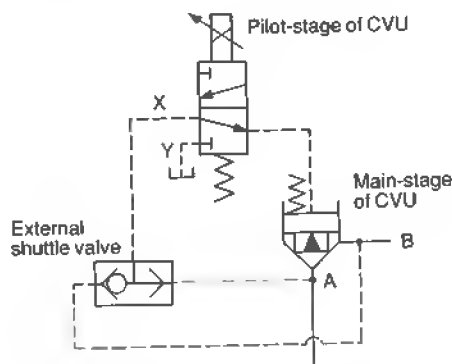 Pilot-stage of CVU
X
Y
Main-stage
of CVU
External
shuttle valve
B
A